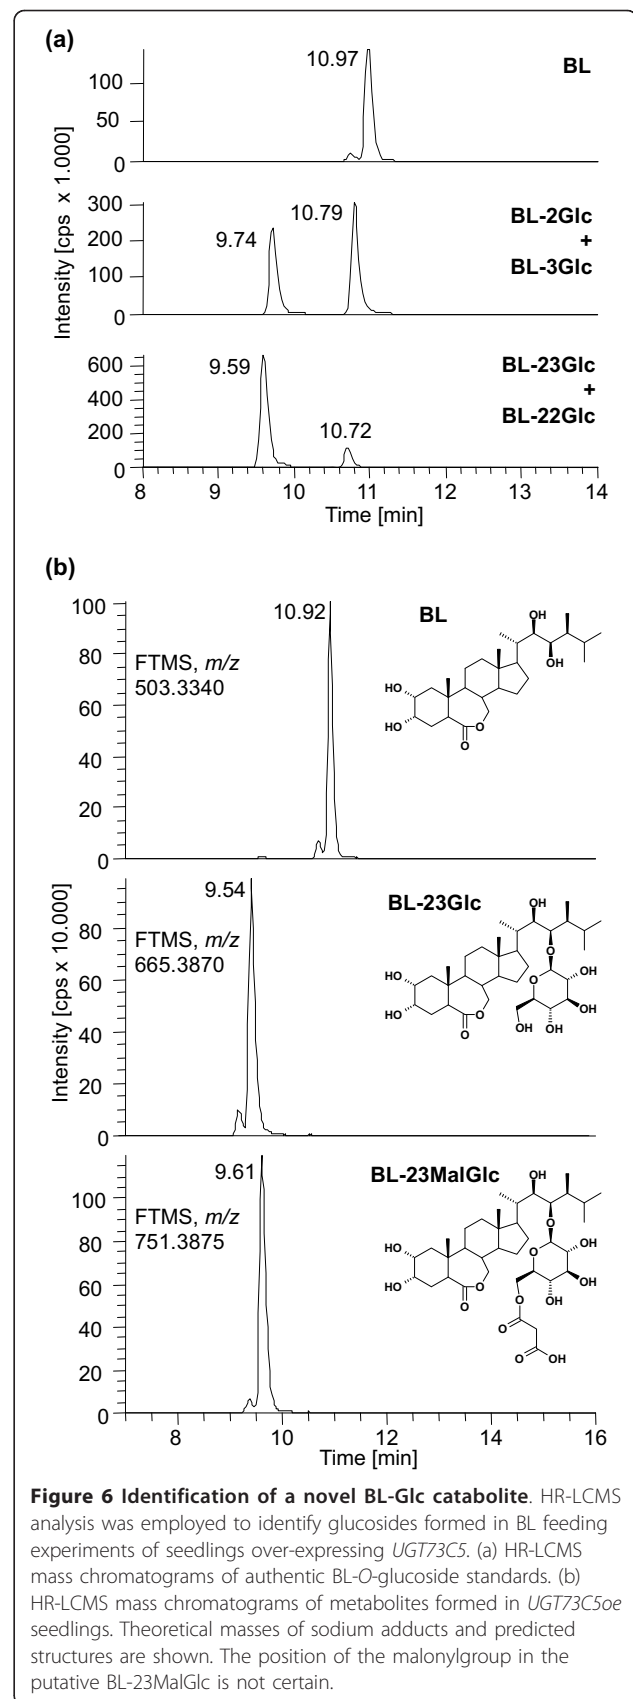 (a)
10.97
BL
100
50
0
300
200
100
0
9.74
10.79
BL-2Glc
+
BL-3Glc
600
400
200
0
9.59
10.72
BL-23Glc
+
BL-22Glc
Intensity [cps x 1.000]
8 9 10 11 12 13 14
Time [min]
(b)
100
80
60
40
20
0
10.92
BL
FTMS, m/z
503.3340
OH
OH
HO
HO
O
O
80
60
40
20
0
9.54
BL-23Glc
FTMS, m/z
665.3870
OH
O
O
OH
OH
OH
OH
HO
HO
O
O
Intensity [cps x 10.000]
100
80
60
40
20
0
9.61
BL-23MalGlc
FTMS, m/z
751.3875
OH
O
O
OH
OH
OH
HO
HO
O
O
O
O
O
OH
8 10 12 14 16
Time [min]
Figure 6 Identification of a novel BL-Glc catabolite. HR-LCMS
analysis was employed to identify glucosides formed in BL feeding
experiments of seedlings over-expressing UGT73C5. (a) HR-LCMS
mass chromatograms of authentic BL-O-glucoside standards. (b)
HR-LCMS mass chromatograms of metabolites formed in UGT73C5oe
seedlings. Theoretical masses of sodium adducts and predicted
structures are shown. The position of the malonylgroup in the
putative BL-23MalGlc is not certain.